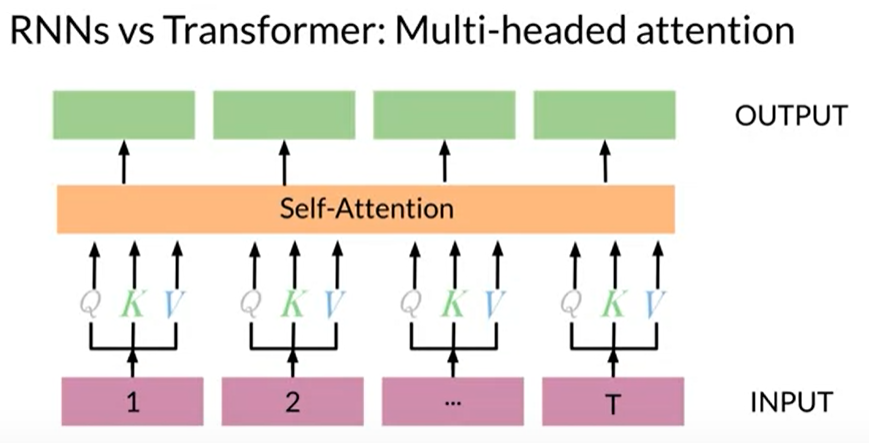 RNNs vs Transformer: Multi-headed attention
OUTPUT
Self-Attention
Q K V Q K V Q K V Q K V
1 2 ... T INPUT